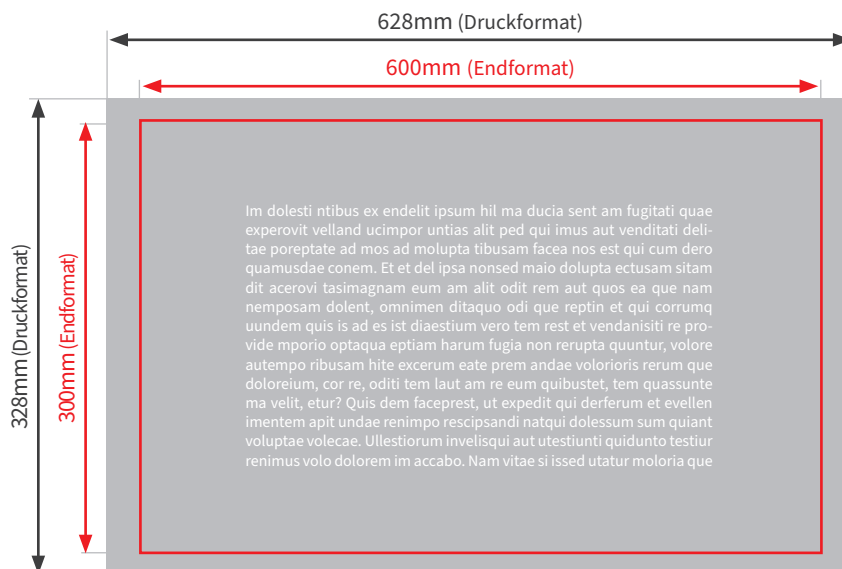 628mm (Druckformat)
600mm (Endformat)
328mm (Druckformat)
300mm (Endformat)
Im dolesti ntibus ex endelit ipsum hil ma ducia sent am fugitati quae
experovit velland ucimpor untias alit ped qui imus aut venditati deli-
tae poreptate ad mos ad molupta tibusam facea nos est qui cum dero
quamusdae conem. Et et del ipsa nonsed maio dolupta ectusam sitam
dit acerovi tasimagnam eum am alit odit rem aut quos ea que nam
nemposam dolent, omnimen ditaquo odi que reptin et qui corrumq
uundem quis is ad es ist diaestium vero tem rest et vendanisiti re pro-
vide mporio optaqua eptiam harum fugia non rerupta quuntur, volore
autempo ribusam hite excerum eate prem andae volorioris rerum que
doloreium, cor re, oditi tem laut am re eum quibustet, tem quassunte
ma velit, etur? Quis dem faceprest, ut expedit qui derferum et evellen
imentem apit undae renimpo rescipsandi natqui dolessum sum quiant
voluptae volecae. Ullestiorum invelisqui aut utestiunti quidunto testiur
renimus volo dolorem im accabo. Nam vitae si issed utatur moloria que